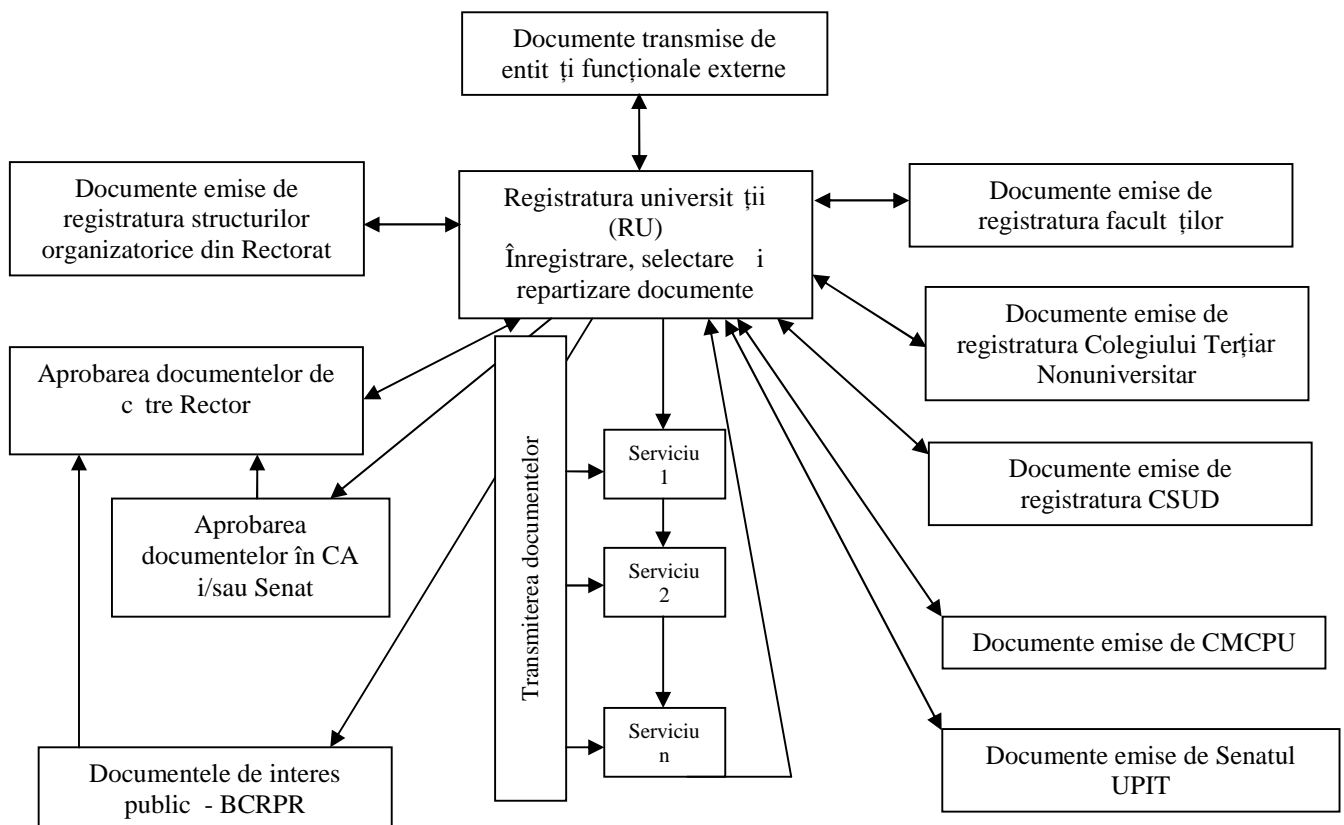 Documente transmise de
entit ți funcționale externe
Documente emise de
registratura structurilor
organizatorice din Rectorat
Registratura universit ții
(RU)
Înregistrare, selectare i
repartizare documente
Documente emise de
registratura facult ților
Documente emise de
registratura Colegiului Terțiar
Nonuniversitar
Aprobarea documentelor de
c tre Rector
Transmiterea documentelor
Serviciu
1
Documente emise de
registratura CSUD
Aprobarea
documentelor în CA
i/sau Senat
Serviciu
2
Documente emise de CMCPU
Serviciu
n
Documente emise de Senatul
UPIT
Documentele de interes
public - BCRPR